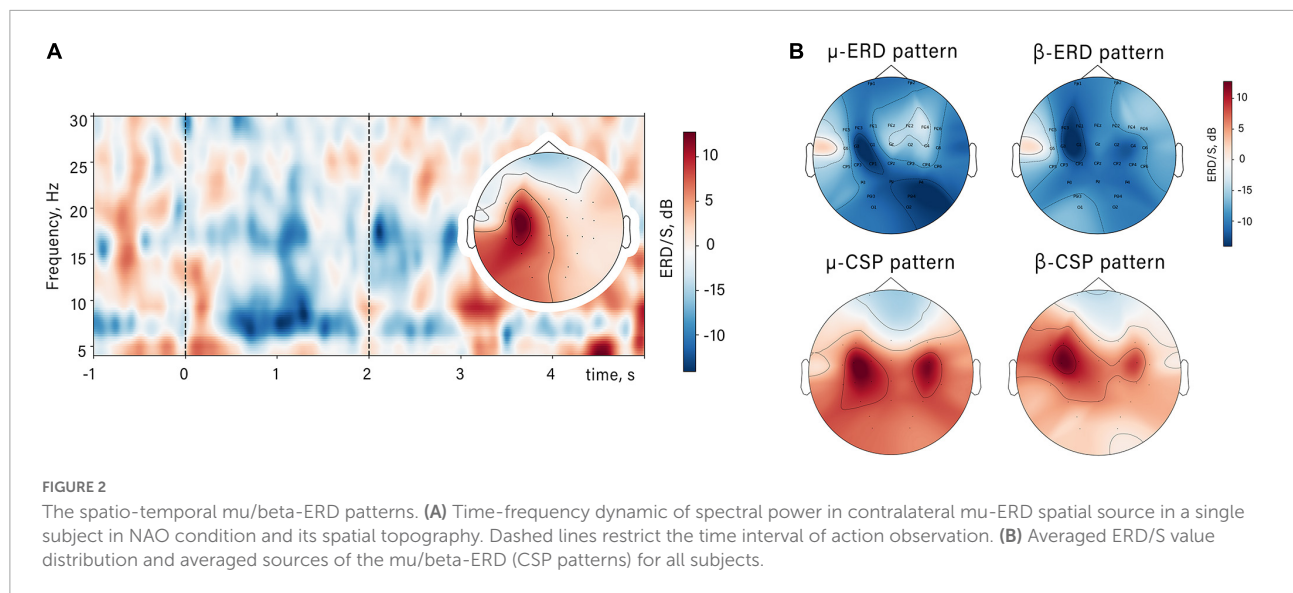 A
30
25
20
15
10
5
Frequency, Hz
-1
0
1
2
3
4
time, s
10
5
0
-15
-10
ERD/S, dB
B
μ-ERD pattern
β-ERD pattern
10
5
0
-15
-10
ERD/S, dB
μ-CSP pattern
β-CSP pattern
FIGURE 2
The spatio-temporal mu/beta-ERD patterns. (A) Time-frequency dynamic of spectral power in contralateral mu-ERD spatial source in a single
subject in NAO condition and its spatial topography. Dashed lines restrict the time interval of action observation. (B) Averaged ERD/S value
distribution and averaged sources of the mu/beta-ERD (CSP patterns) for all subjects.